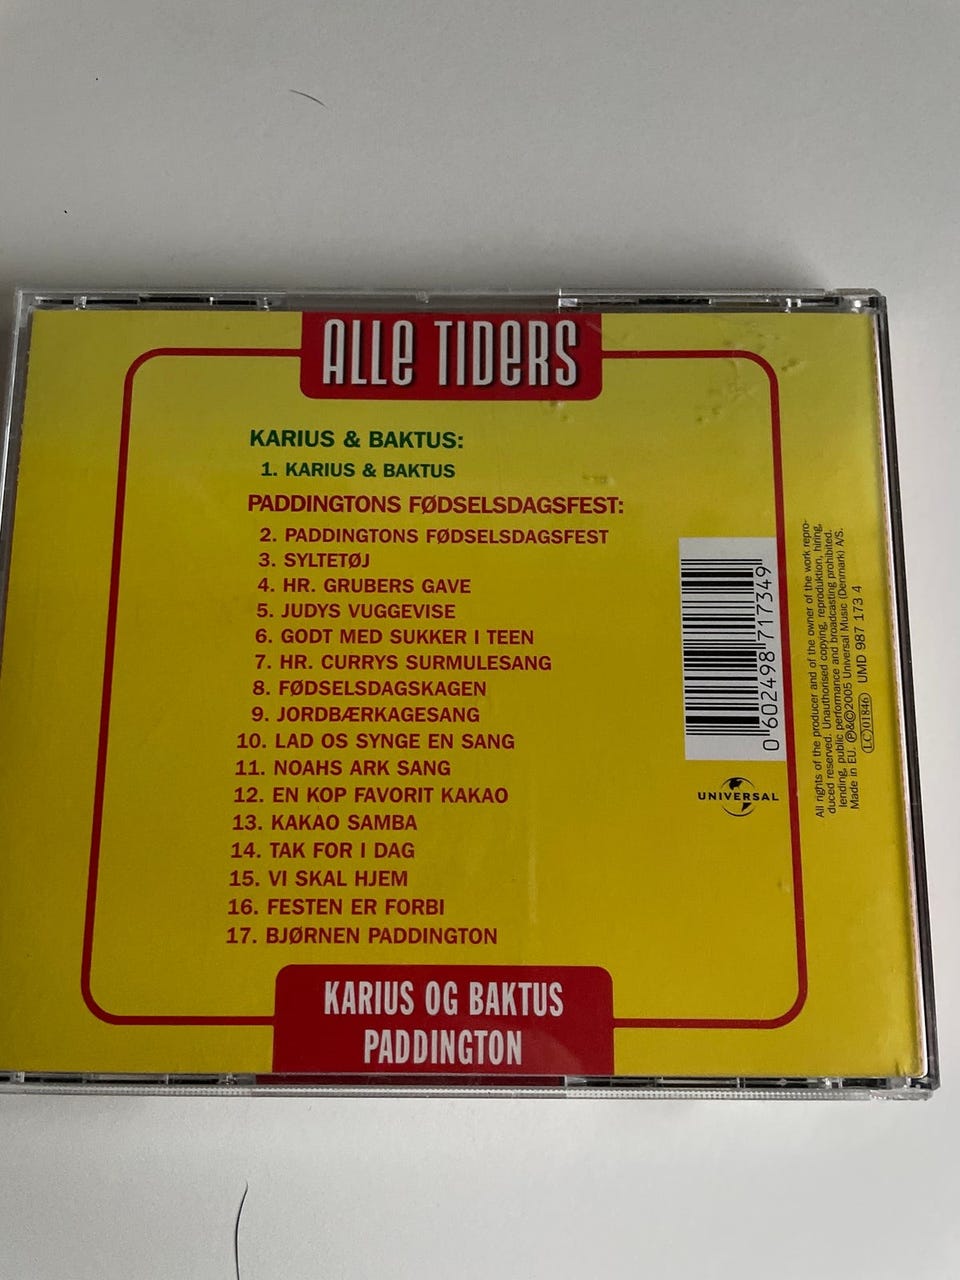 ALLE TIDERS
KARIUS & BAKTUS:
1. KARIUS & BAKTUS
PADDINGTONS FØDSELSDAGSFEST:
2. PADDINGTONS FØDSELSDAGSFEST
3. SYLTETØJ
4. HR. GRUBERS GAVE
5. JUDYS VUGGEVISE
6. GODT MED SUKKER I TEEN
7. HR. CURRYS SURMULESANG
8. FØDSELSDAGSKAGEN
9. JORDBÆRKAGESANG
10. LAD OS SYNGE EN SANG
11. NOAHS ARK SANG
12. EN KOP FAVORIT KAKAO
13. KAKAO SAMBA
14. TAK FOR I DAG
15. VI SKAL HJEM
16. FESTEN ER FORBI
17. BJØRNEN PADDINGTON
KARIUS OG BAKTUS
PADDINGTON
0 602498 717349
UNIVERSAL
All rights of the producer and of the owner of the work repro-
duced reserved. Unauthorised copying, reproduktion, hiring,
lending, public performance and broadcasting prohibited.
Made in EU. ℗&©2005 Universal Music (Denmark) A/S.
LC 01846 UMD 987 173 4